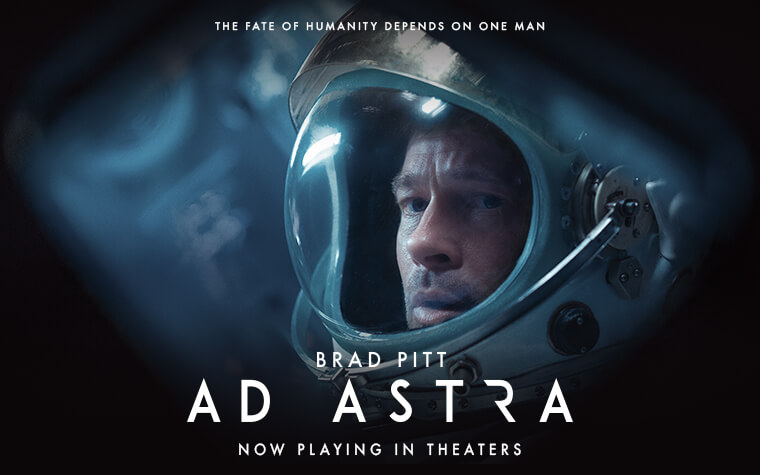 THE FATE OF HUMANITY DEPENDS ON ONE MAN
BRAD PITT
AD ASTRA
NOW PLAYING IN THEATERS